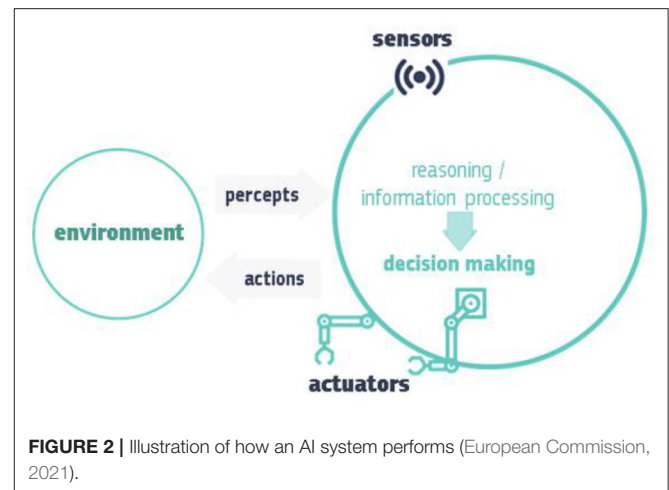 sensors
reasoning /
information processing
percepts
environment
decision making
actions
actuators
FIGURE 2 | Illustration of how an AI system performs (European Commission,
2021).